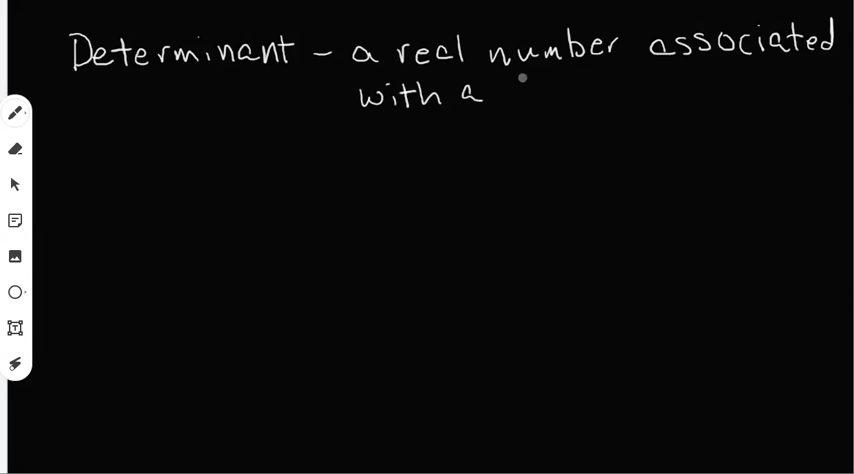 Determinant - a real number associated
with a